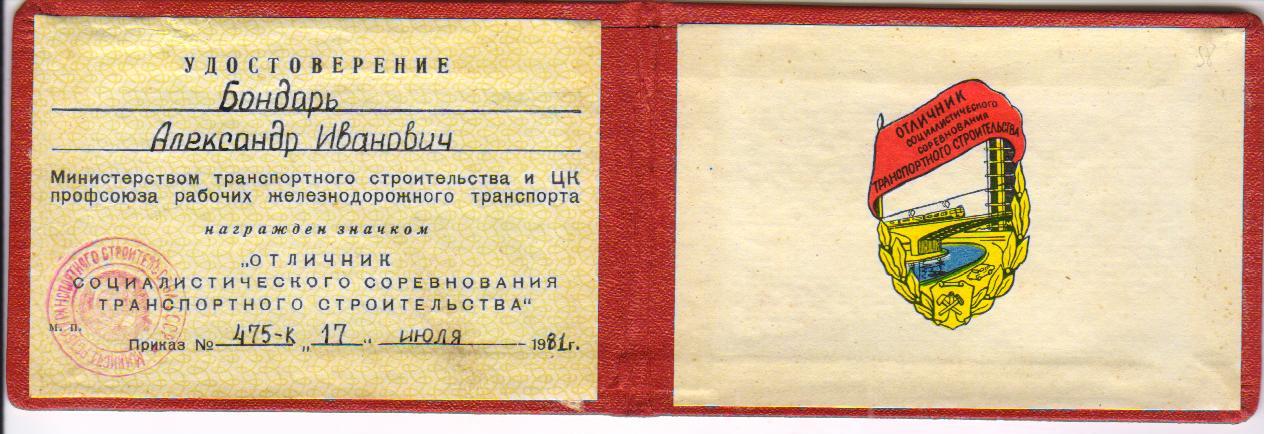 УДОСТОВЕРЕНИЕ
Бондарь
Александр Иванович
Министерством транспортного строительства и ЦК
профсоюза рабочих железнодорожного транспорта
награжден значком
„ОТЛИЧНИК
СОЦИАЛИСТИЧЕСКОГО СОРЕВНОВАНИЯ
ТРАНСПОРТНОГО СТРОИТЕЛЬСТВА“
м. п.
Приказ № 475-к „17“ июля 1981г.
ОТЛИЧНИК
СОЦИАЛИСТИЧЕСКОГО
СОРЕВНОВАНИЯ
ТРАНСПОРТНОГО СТРОИТЕЛЬСТВА